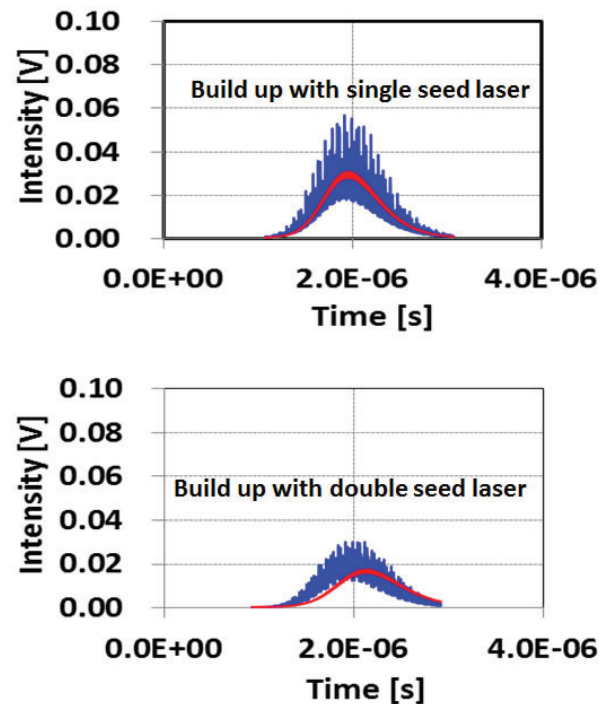 0.10
0.08
Build up with single seed laser
0.06
0.04
0.02
0.00
Intensity [V]
0.0E+00 2.0E-06 4.0E-06
Time [s]
0.10
0.08
0.06
Build up with double seed laser
0.04
0.02
0.00
Intensity [V]
0.0E+00 2.0E-06 4.0E-06
Time [s]